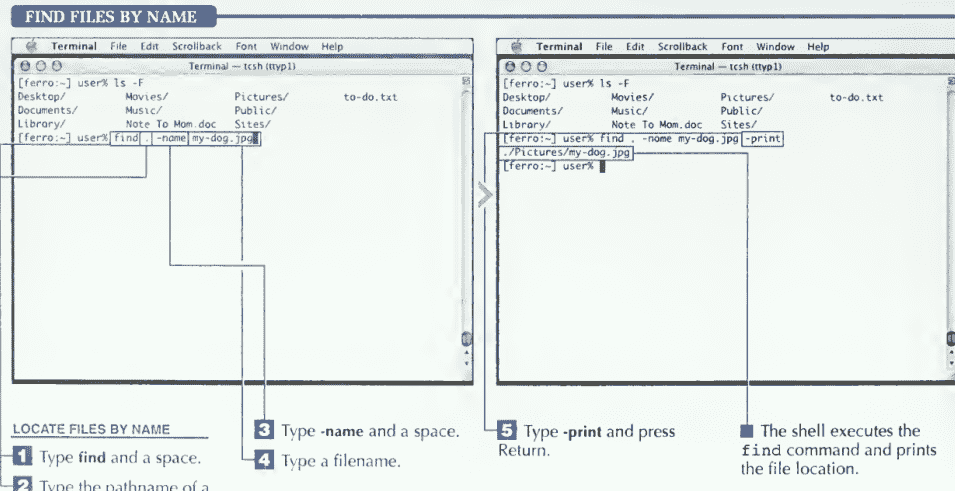 FIND FILES BY NAME
Terminal File Edit Scrollback Font Window Help
Terminal — tcsh (ttyp1)
[ferro:~] user% ls -F
Desktop/ Movies/ Pictures/ to-do.txt
Documents/ Music/ Public/
Library/ Note To Mom.doc Sites/
[ferro:~] user% find . -name my-dog.jpg
Terminal File Edit Scrollback Font Window Help
Terminal — tcsh (ttyp1)
[ferro:~] user% ls -F
Desktop/ Movies/ Pictures/ to-do.txt
Documents/ Music/ Public/
Library/ Note To Mom.doc Sites/
[ferro:~] user% find . -name my-dog.jpg -print
./Pictures/my-dog.jpg
[ferro:~] user%
LOCATE FILES BY NAME
1 Type find and a space.
2 Type the pathname of a
3 Type -name and a space.
4 Type a filename.
5 Type -print and press
Return.
The shell executes the
find command and prints
the file location.